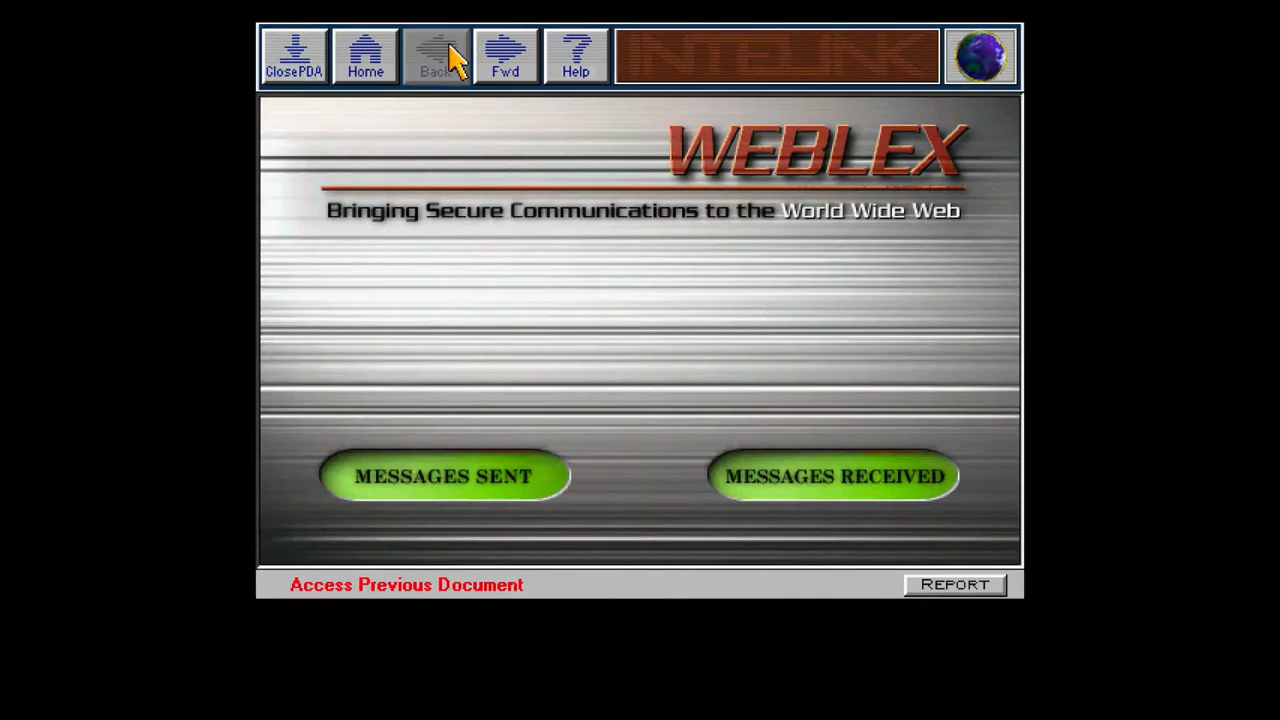 ClosePDA Home Back Fwd Help INTELINK
WEBLEX
Bringing Secure Communications to the World Wide Web
MESSAGES SENT MESSAGES RECEIVED
Access Previous Document REPORT